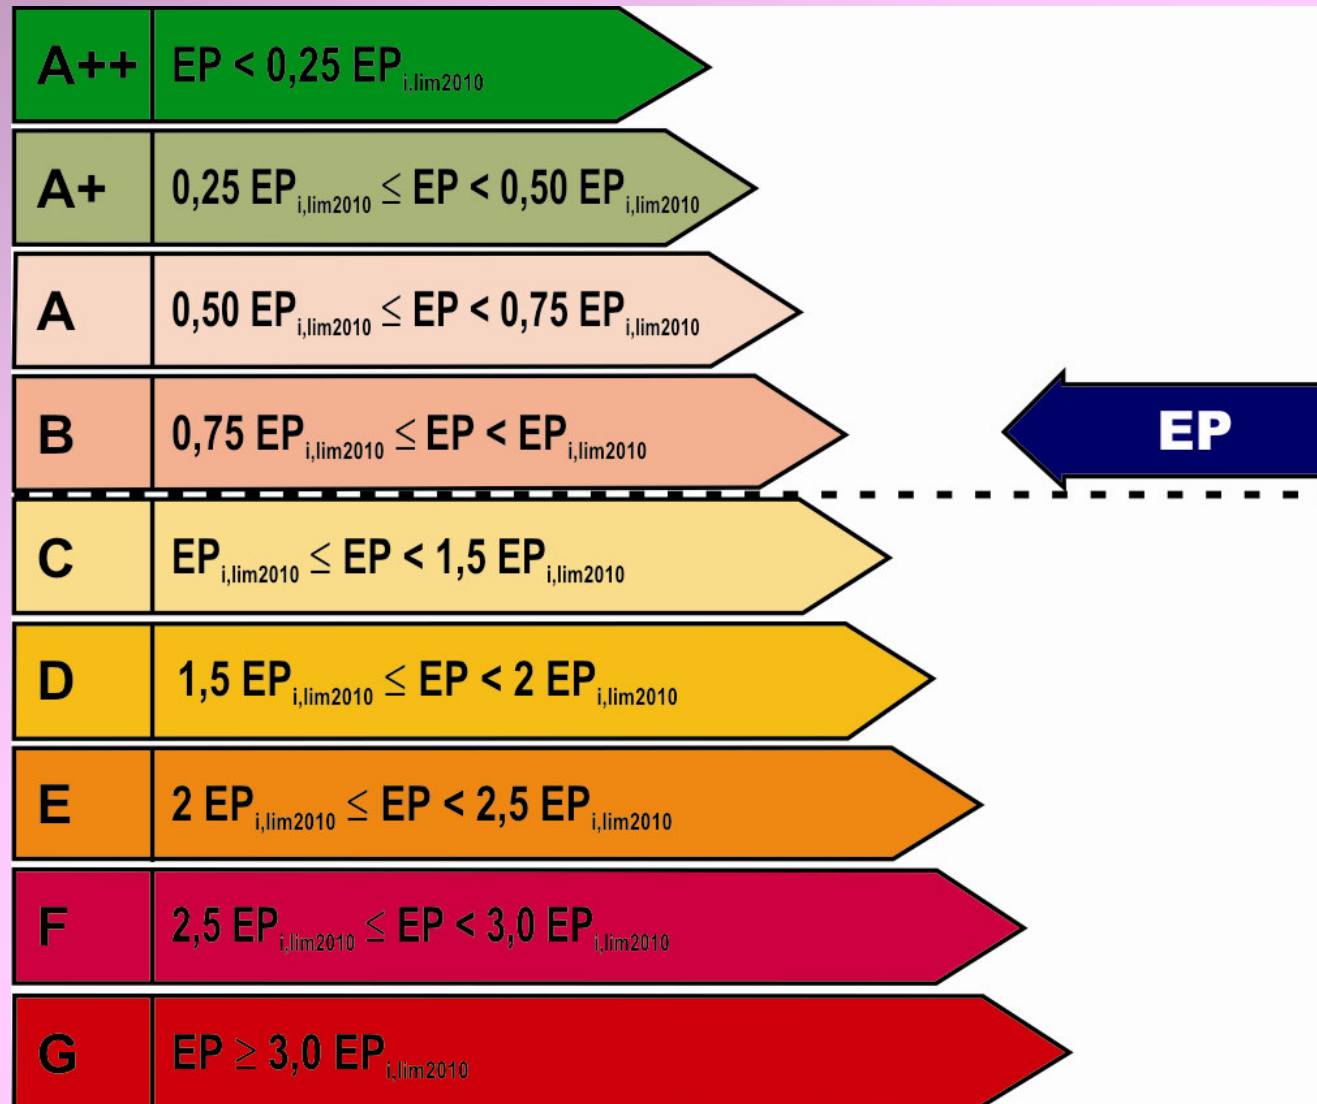 A++ EP < 0,25 EPi.lim2010
A+ 0,25 EPi,lim2010 ≤ EP < 0,50 EPi,lim2010
A 0,50 EPi,lim2010 ≤ EP < 0,75 EPi,lim2010
B 0,75 EPi,lim2010 ≤ EP < EPi,lim2010
EP
C EPi,lim2010 ≤ EP < 1,5 EPi,lim2010
D 1,5 EPi,lim2010 ≤ EP < 2 EPi,lim2010
E 2 EPi,lim2010 ≤ EP < 2,5 EPi,lim2010
F 2,5 EPi,lim2010 ≤ EP < 3,0 EPi,lim2010
G EP ≥ 3,0 EPi,lim2010